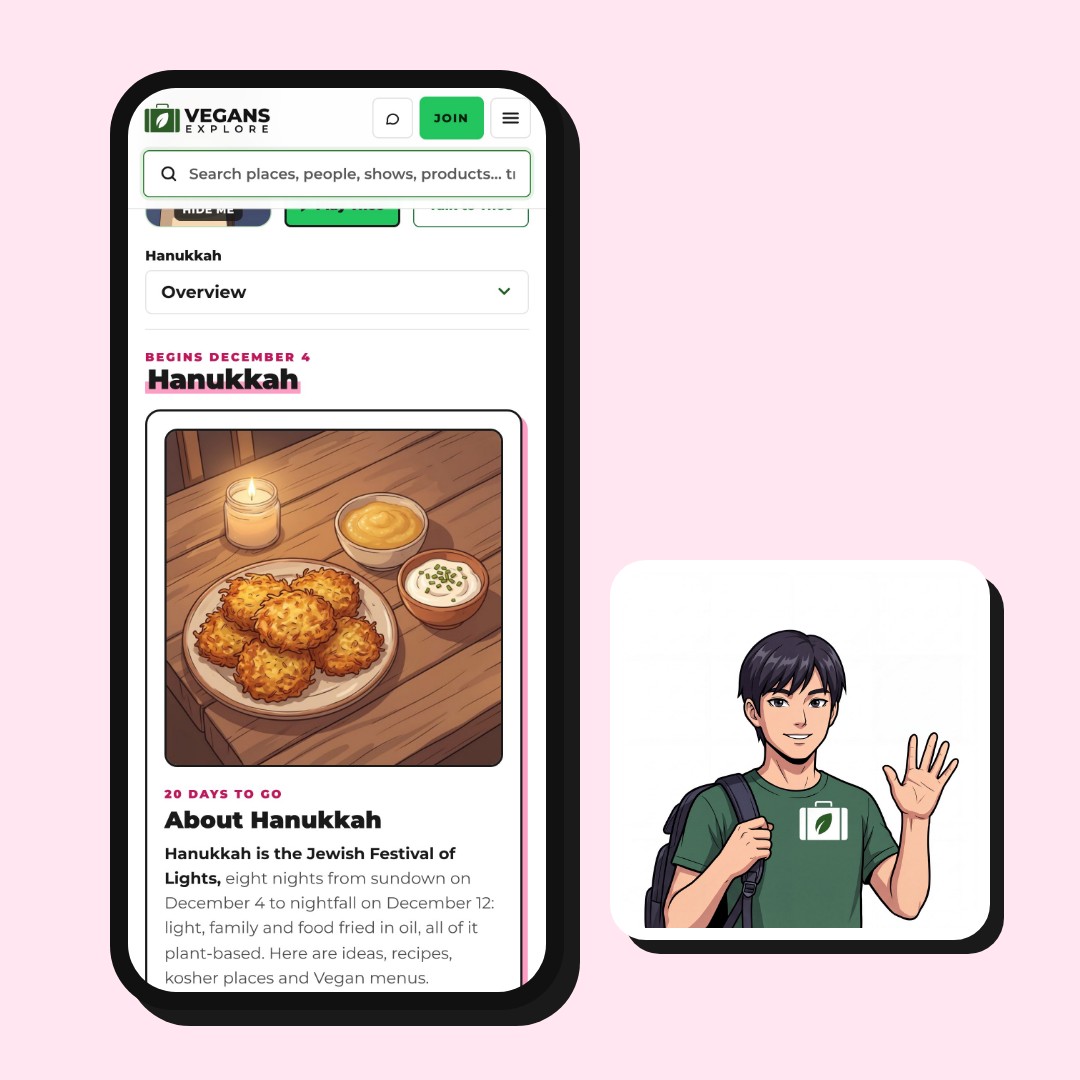 VEGANS
EXPLORE
JOIN
Search places, people, shows, products... tr
HIDE ME
Hanukkah
Overview
BEGINS DECEMBER 4
Hanukkah
20 DAYS TO GO
About Hanukkah
Hanukkah is the Jewish Festival of
Lights, eight nights from sundown on
December 4 to nightfall on December 12:
light, family and food fried in oil, all of it
plant-based. Here are ideas, recipes,
kosher places and Vegan menus.